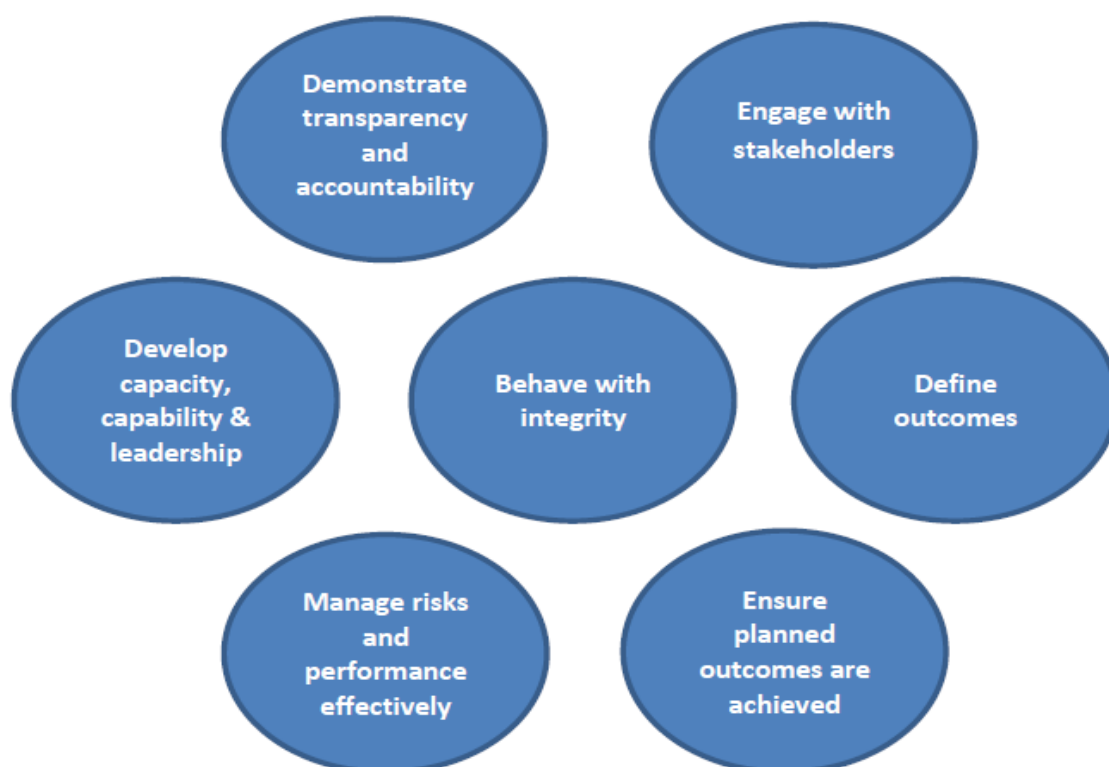 Demonstrate
transparency
and
accountability
Engage with
stakeholders
Develop
capacity,
capability &
leadership
Behave with
integrity
Define
outcomes
Manage risks
and
performance
effectively
Ensure
planned
outcomes are
achieved